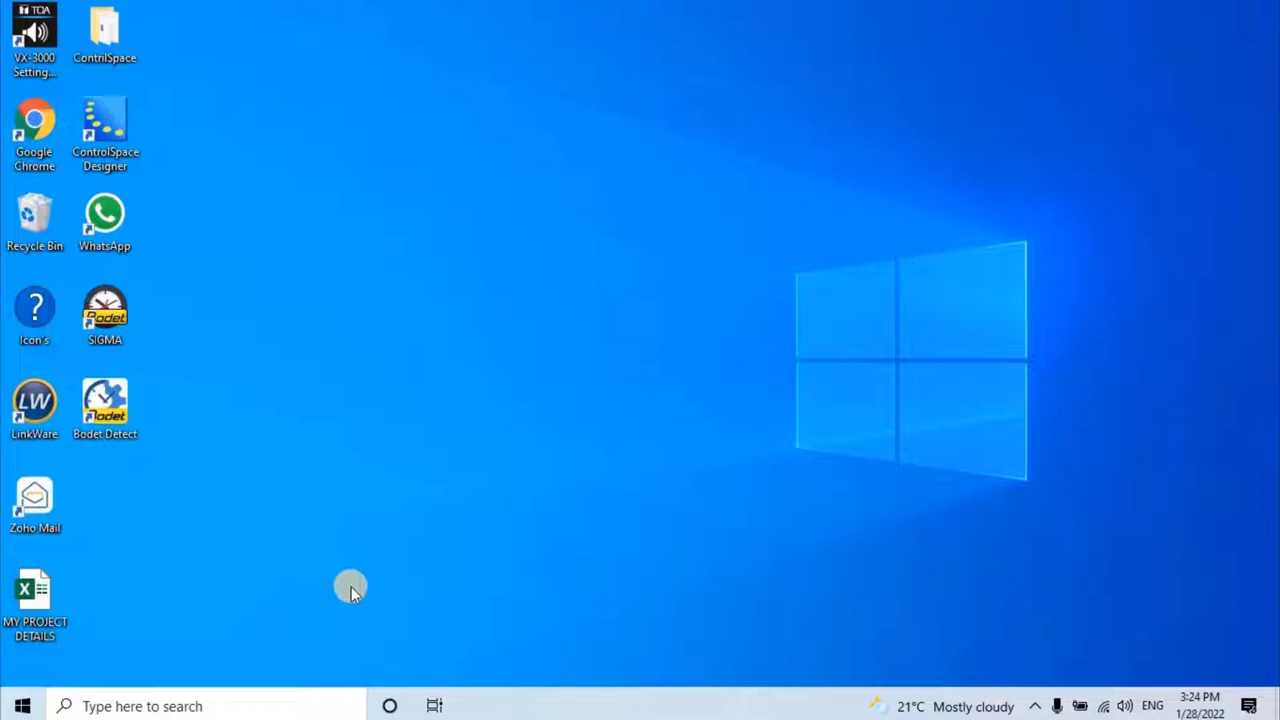 TOA
VX-3000
Setting...
ContrilSpace
Google
Chrome
ControlSpace
Designer
Recycle Bin
WhatsApp
?
Icon's
Bodet
SIGMA
LW
LinkWare
Bodet
Bodet Detect
Zoho Mail
X
MY PROJECT
DETAILS
Type here to search
21°C Mostly cloudy
ENG
3:24 PM
1/28/2022